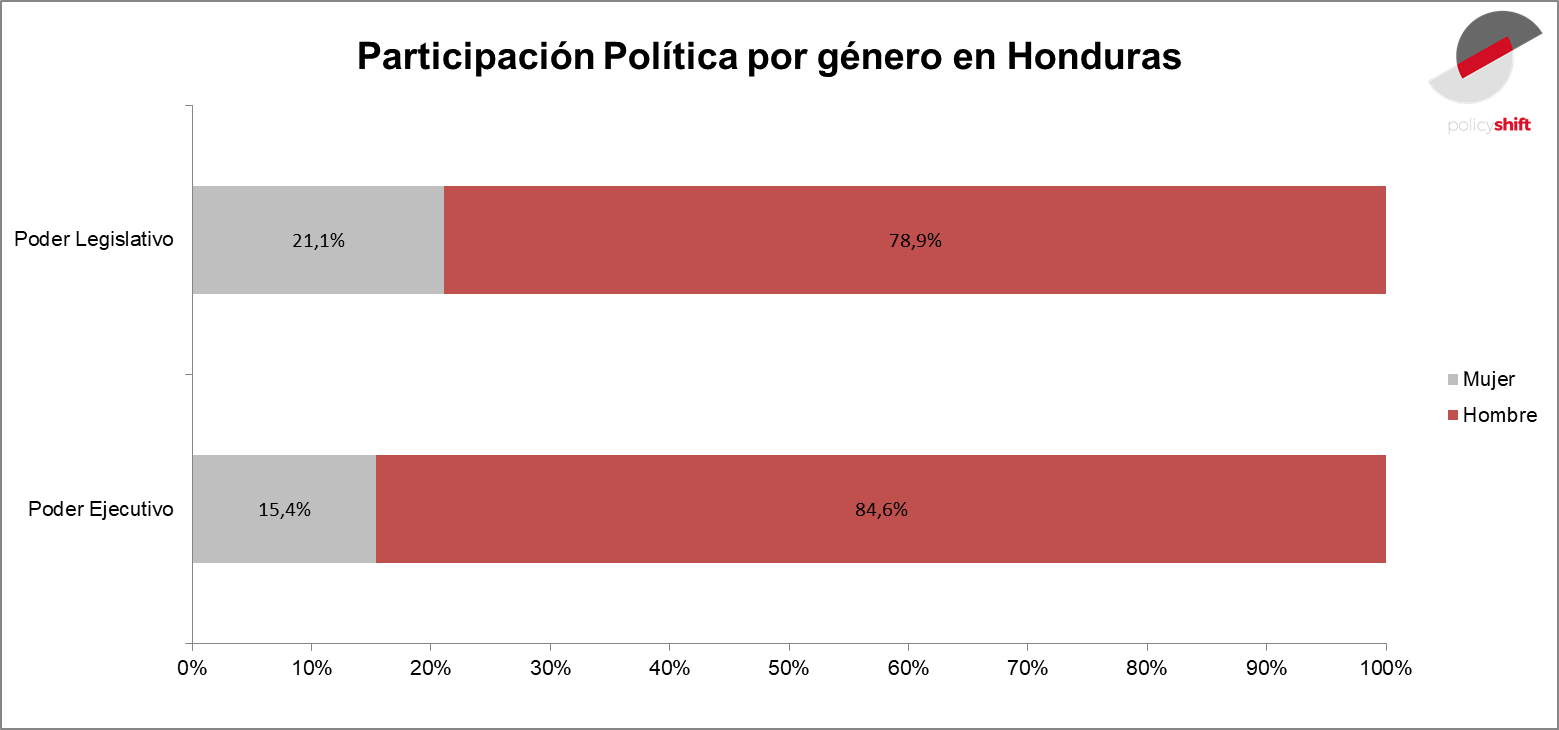 Participación Política por género en Honduras
policyshift
Poder Legislativo
21,1%
78,9%
Mujer
Hombre
Poder Ejecutivo
15,4%
84,6%
0%
10%
20%
30%
40%
50%
60%
70%
80%
90%
100%